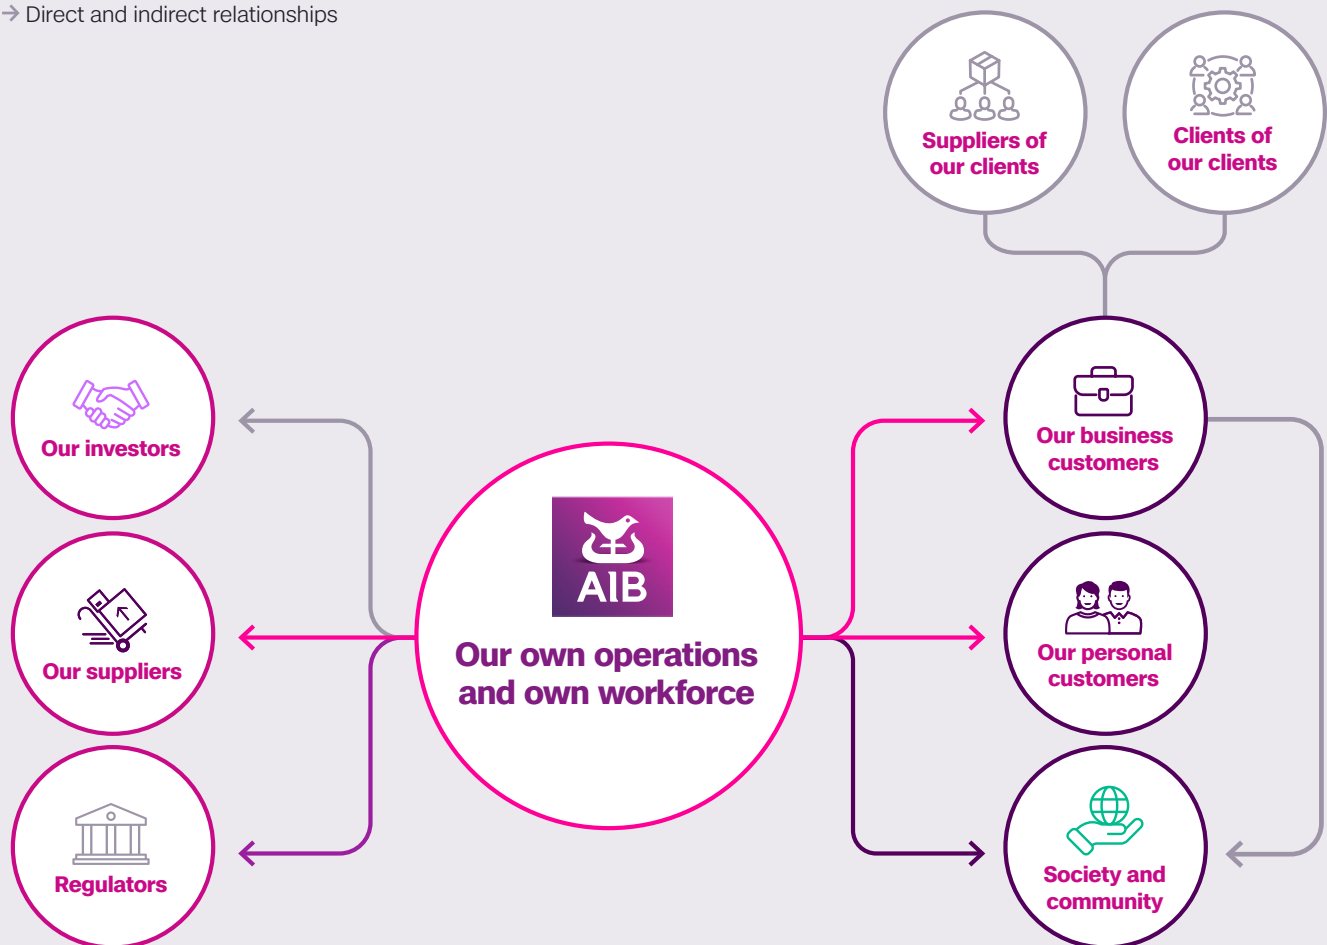 → Direct and indirect relationships
Suppliers of
our clients
Clients of
our clients
Our investors
Our business
customers
AIB
Our own operations
and own workforce
Our suppliers
Our personal
customers
Regulators
Society and
community